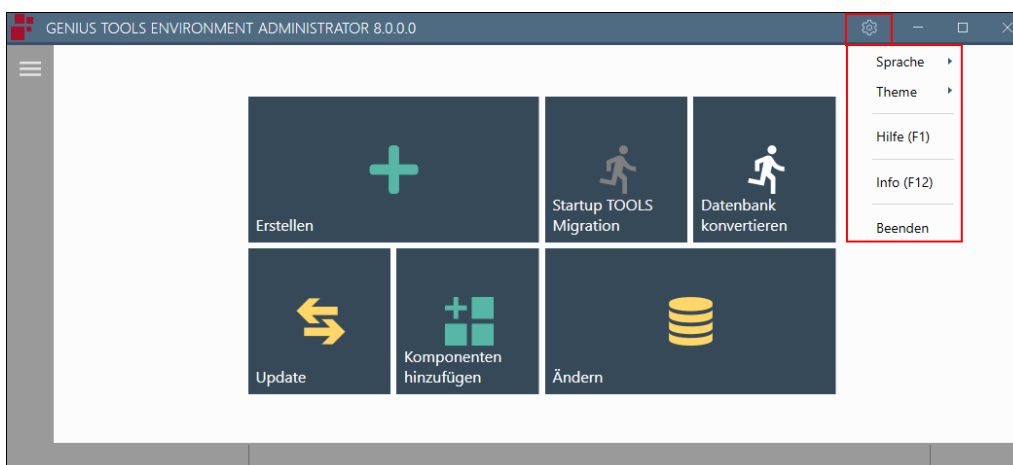 GENIUS TOOLS ENVIRONMENT ADMINISTRATOR 8.0.0.0
Sprache
Theme
Hilfe (F1)
Info (F12)
Beenden
Erstellen
Startup TOOLS
Migration
Datenbank
konvertieren
Update
Komponenten
hinzufügen
Ändern